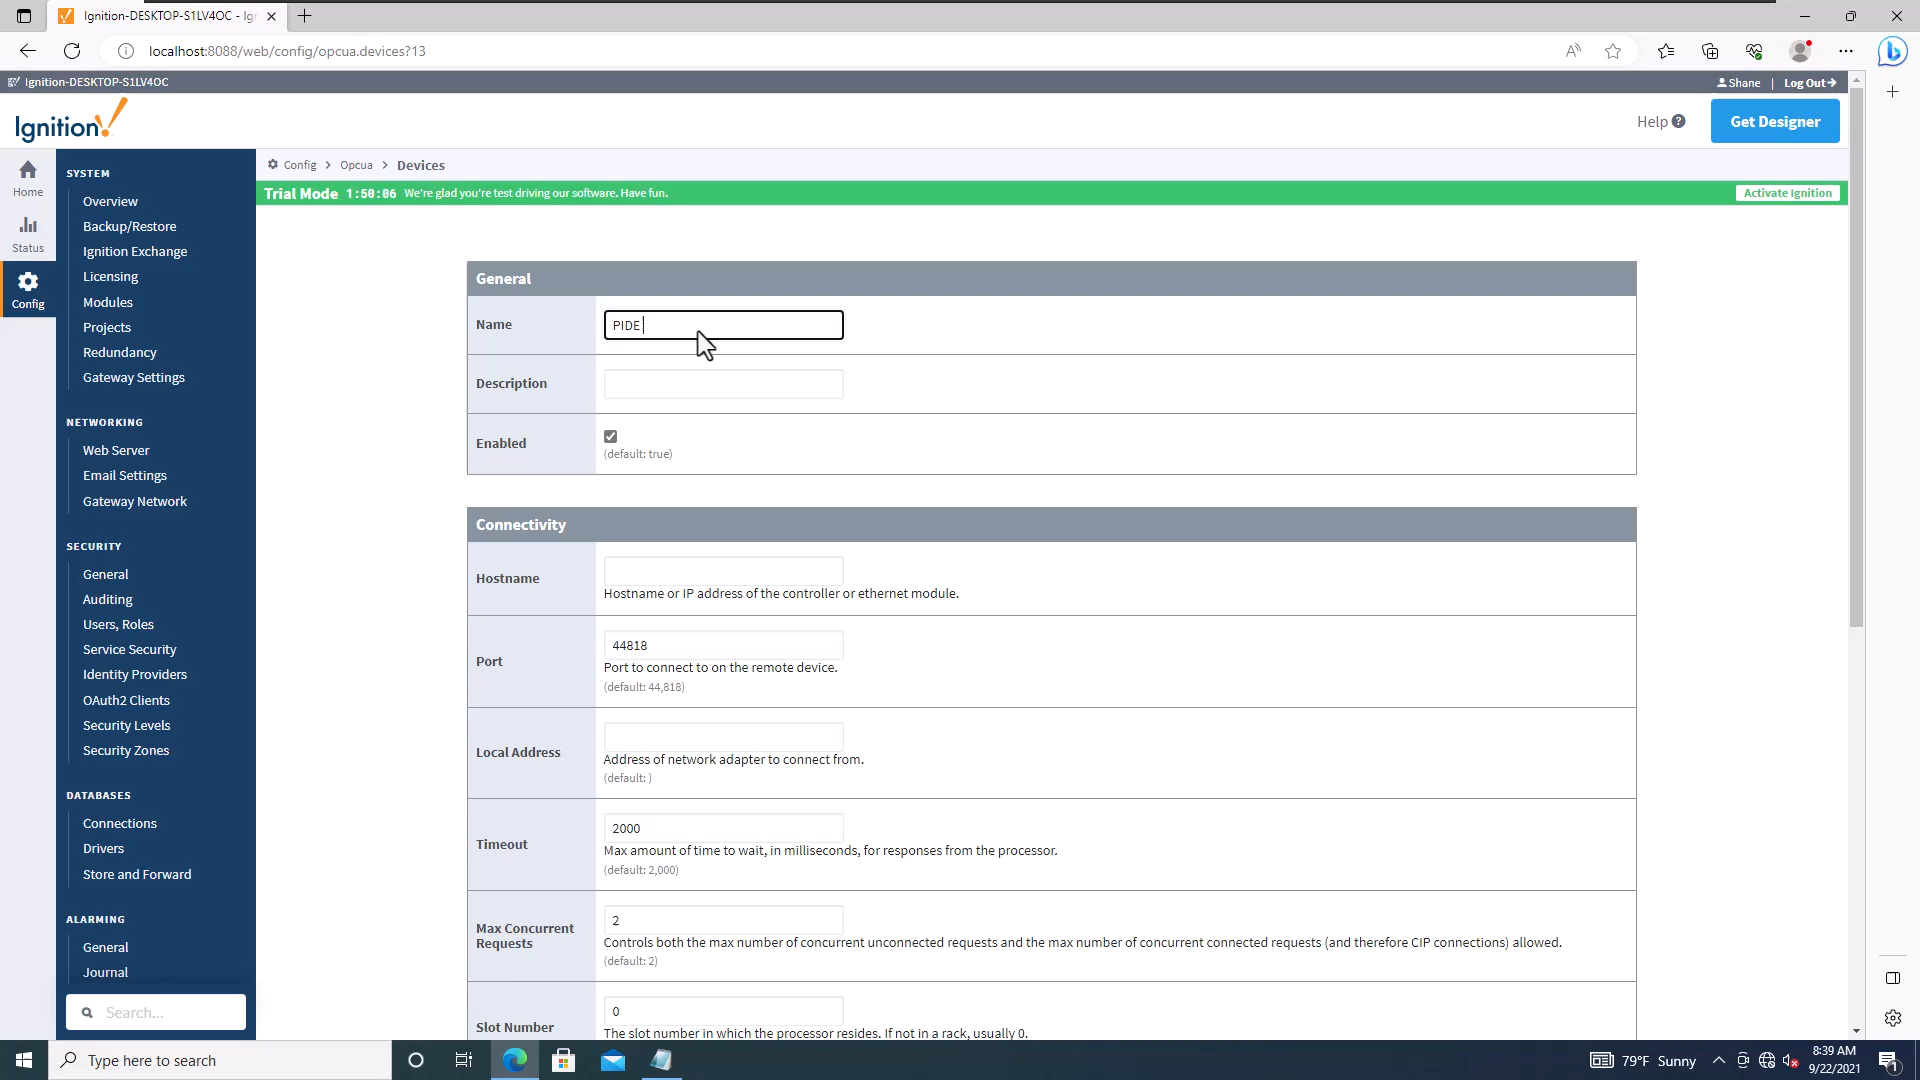 Ignition-DESKTOP-S1LV4OC - Ig
localhost:8088/web/config/opcua.devices?13
Ignition-DESKTOP-S1LV4OC
Shane | Log Out
Ignition!
Help
Get Designer
Home
Status
Config
SYSTEM
Overview
Backup/Restore
Ignition Exchange
Licensing
Modules
Projects
Redundancy
Gateway Settings
NETWORKING
Web Server
Email Settings
Gateway Network
SECURITY
General
Auditing
Users, Roles
Service Security
Identity Providers
OAuth2 Clients
Security Levels
Security Zones
DATABASES
Connections
Drivers
Store and Forward
ALARMING
General
Journal
Search...
Config > Opcua > Devices
Trial Mode 1:50:06 We're glad you're test driving our software. Have fun.
Activate Ignition
General
Name
PIDE
Description
Enabled
(default: true)
Connectivity
Hostname
Hostname or IP address of the controller or ethernet module.
Port
44818
Port to connect to on the remote device.
(default: 44,818)
Local Address
Address of network adapter to connect from.
(default: )
Timeout
2000
Max amount of time to wait, in milliseconds, for responses from the processor.
(default: 2,000)
Max Concurrent
Requests
2
Controls both the max number of concurrent unconnected requests and the max number of concurrent connected requests (and therefore CIP connections) allowed.
(default: 2)
Slot Number
0
The slot number in which the processor resides. If not in a rack, usually 0.
Type here to search
79°F Sunny
8:39 AM
9/22/2021
1